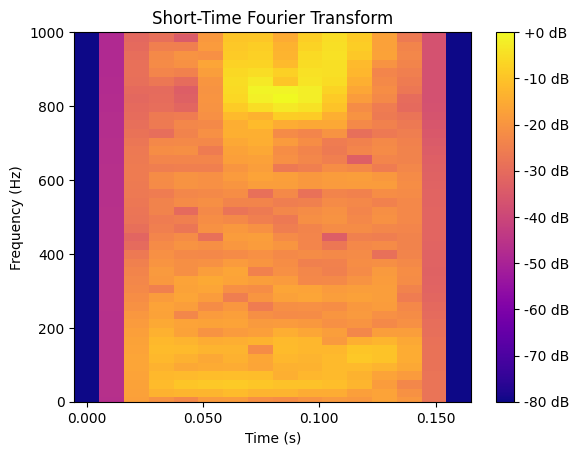 Short-Time Fourier Transform
1000
800
600
400
200
0
Frequency (Hz)
0.000
0.050
0.100
0.150
Time (s)
+0 dB
-10 dB
-20 dB
-30 dB
-40 dB
-50 dB
-60 dB
-70 dB
-80 dB